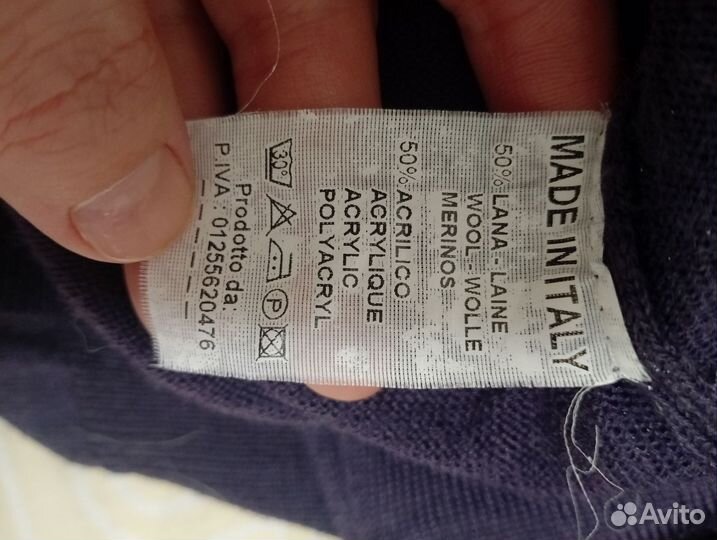 MADE IN ITALY
50% LANA - LAINE
WOOL - WOLLE
MERINOS
50% ACRILICO
ACRYLIQUE
ACRYLIC
POLYACRYL
30°
P
Prodotto da:
P.IVA : 01255620476
Avito